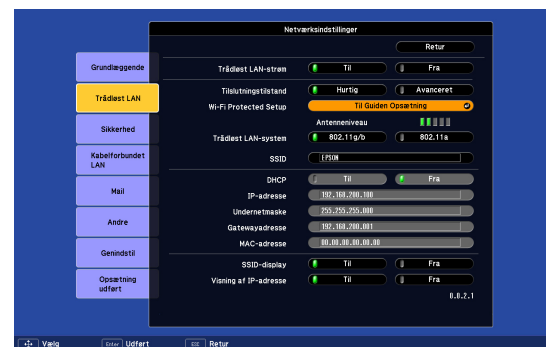 Netværksindstillinger
Retur
Grundlæggende
Trådløst LAN
Sikkerhed
Kabelforbundet
LAN
Mail
Andre
Genindstil
Opsætning
udført
Trådløst LAN-strøm Til Fra
Tilslutningstilstand Hurtig Avanceret
Wi-Fi Protected Setup Til Guiden Opsætning
Antenneniveau
Trådløst LAN-system 802.11g/b 802.11a
SSID EPSON
DHCP Til Fra
IP-adresse 192.168.200.100
Undernetmaske 255.255.255.000
Gatewayadresse 192.168.200.001
MAC-adresse 00.00.00.00.00.00
SSID-display Til Fra
Visning af IP-adresse Til Fra
0.0.2.1
Vælg Enter Udført ESC Retur